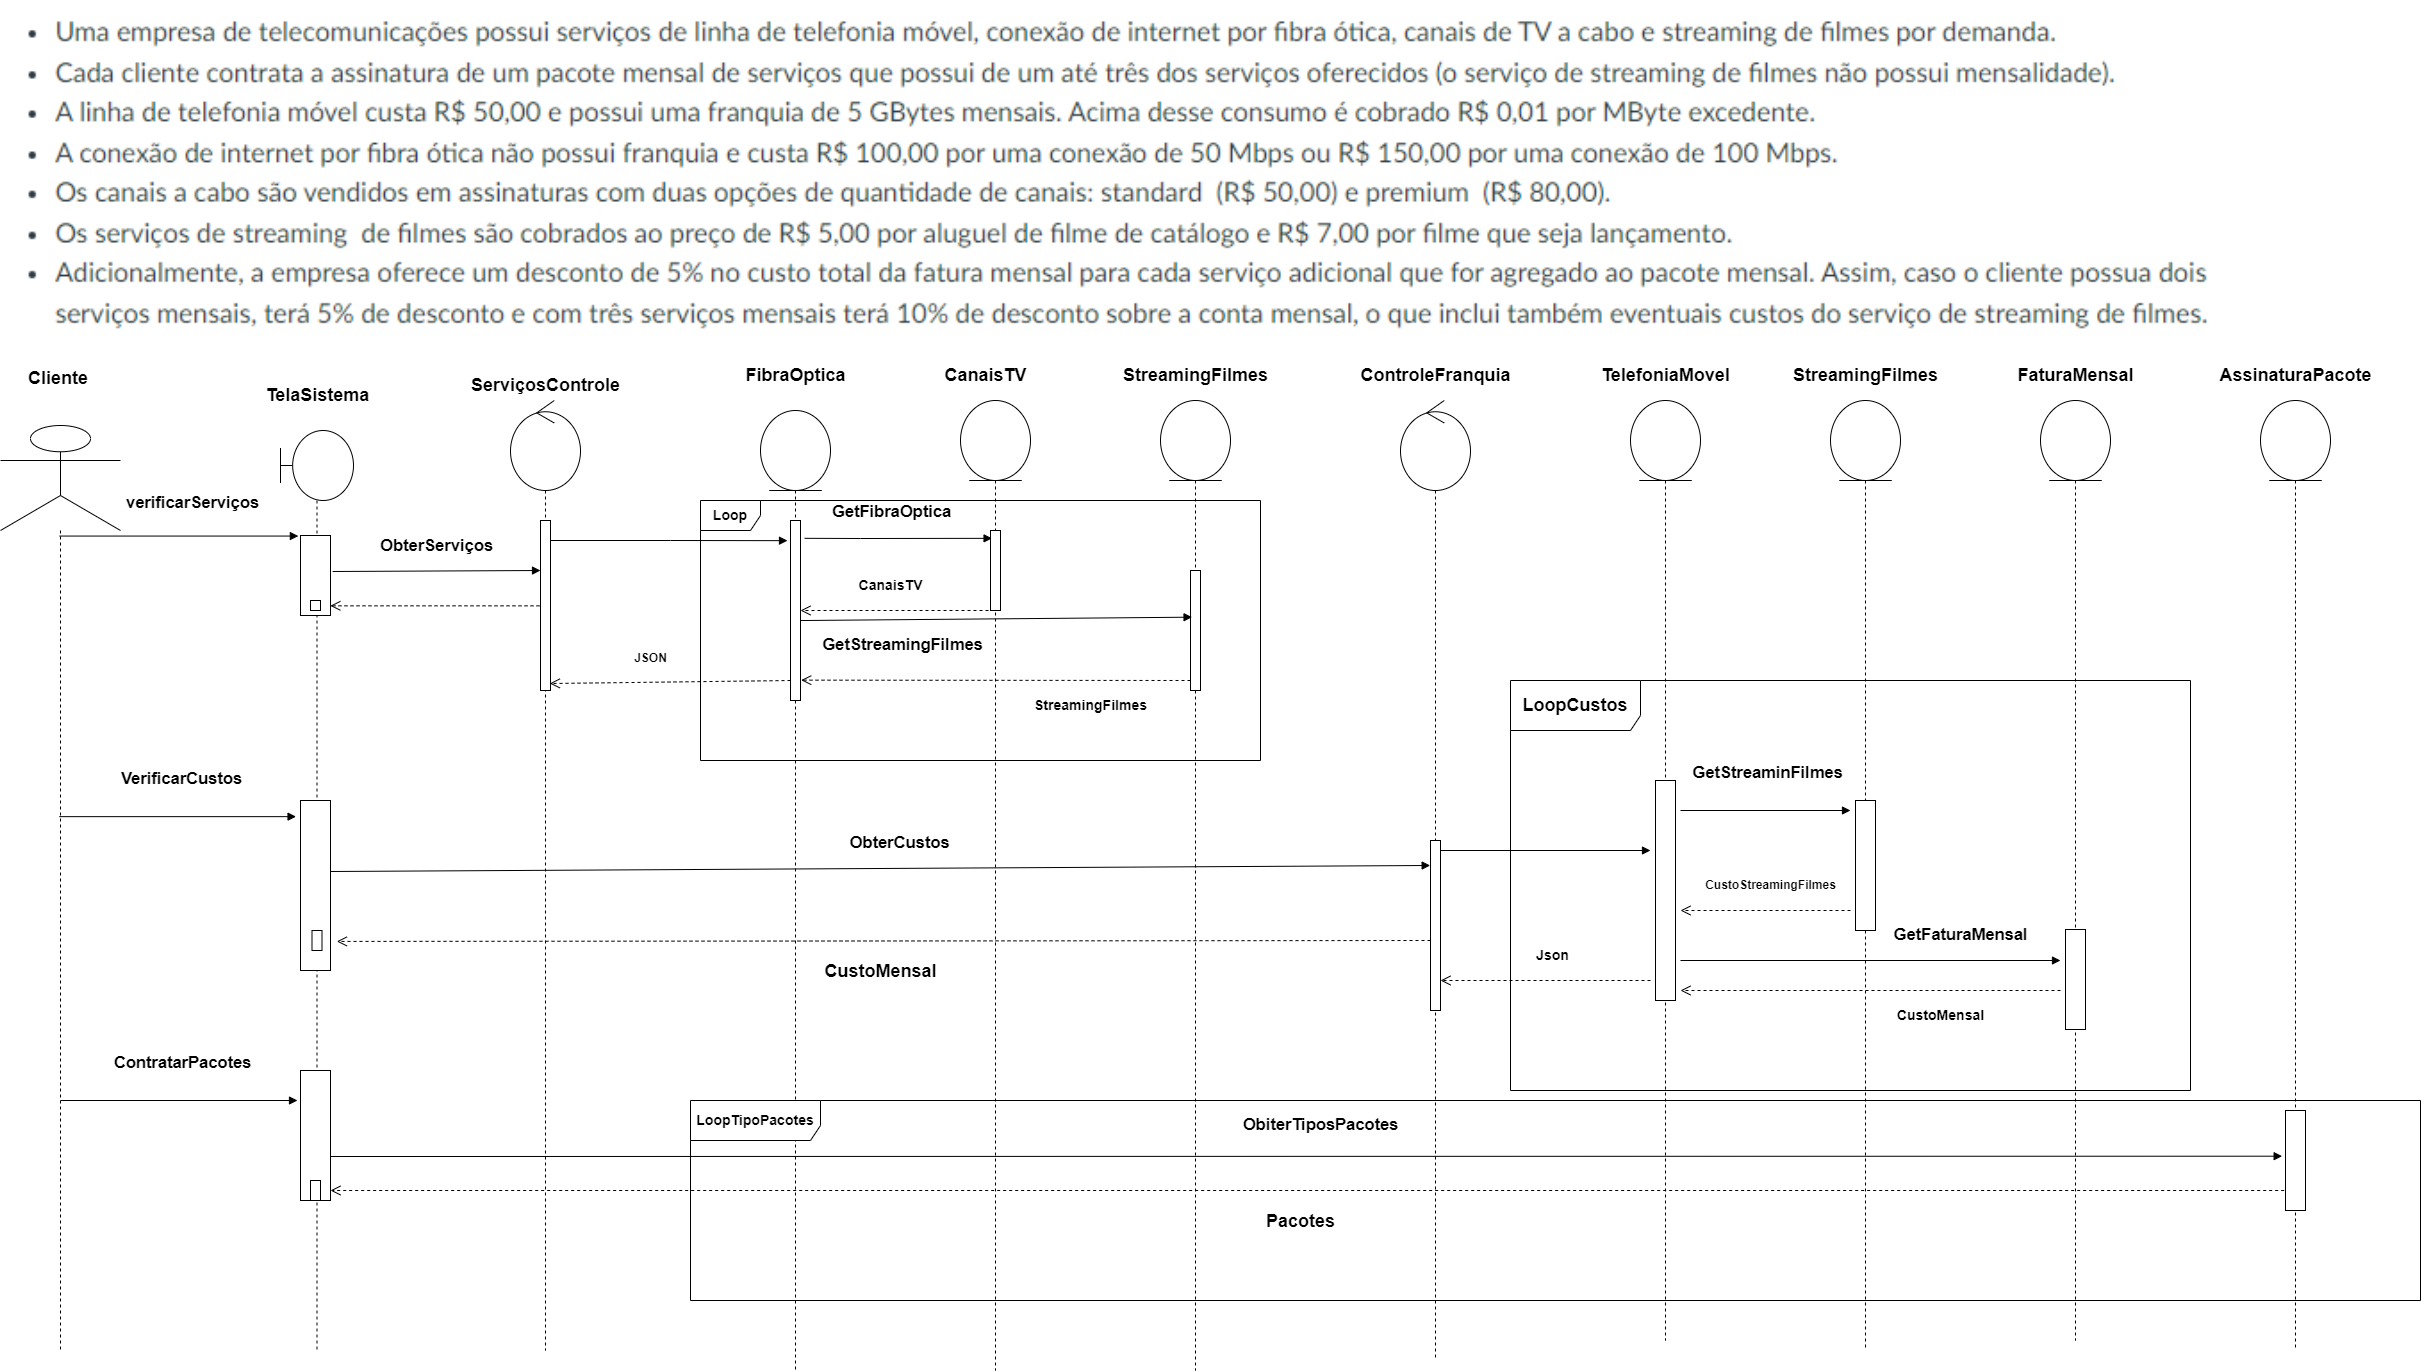 • Uma empresa de telecomunicações possui serviços de linha de telefonia móvel, conexão de internet por fibra ótica, canais de TV a cabo e streaming de filmes por demanda.
• Cada cliente contrata a assinatura de um pacote mensal de serviços que possui de um até três dos serviços oferecidos (o serviço de streaming de filmes não possui mensalidade).
• A linha de telefonia móvel custa R$ 50,00 e possui uma franquia de 5 GBytes mensais. Acima desse consumo é cobrado R$ 0,01 por MByte excedente.
• A conexão de internet por fibra ótica não possui franquia e custa R$ 100,00 por uma conexão de 50 Mbps ou R$ 150,00 por uma conexão de 100 Mbps.
• Os canais a cabo são vendidos em assinaturas com duas opções de quantidade de canais: standard (R$ 50,00) e premium (R$ 80,00).
• Os serviços de streaming de filmes são cobrados ao preço de R$ 5,00 por aluguel de filme de catálogo e R$ 7,00 por filme que seja lançamento.
• Adicionalmente, a empresa oferece um desconto de 5% no custo total da fatura mensal para cada serviço adicional que for agregado ao pacote mensal. Assim, caso o cliente possua dois
serviços mensais, terá 5% de desconto e com três serviços mensais terá 10% de desconto sobre a conta mensal, o que inclui também eventuais custos do serviço de streaming de filmes.
Cliente
TelaSistema
ServiçosControle
FibraOptica
CanaisTV
StreamingFilmes
ControleFranquia
TelefoniaMovel
StreamingFilmes
FaturaMensal
AssinaturaPacote
verificarServiços
Loop
GetFibraOptica
ObterServiços
CanaisTV
GetStreamingFilmes
JSON
StreamingFilmes
LoopCustos
VerificarCustos
GetStreaminFilmes
ObterCustos
CustoStreamingFilmes
GetFaturaMensal
Json
CustoMensal
CustoMensal
ContratarPacotes
LoopTipoPacotes
ObiterTiposPacotes
Pacotes